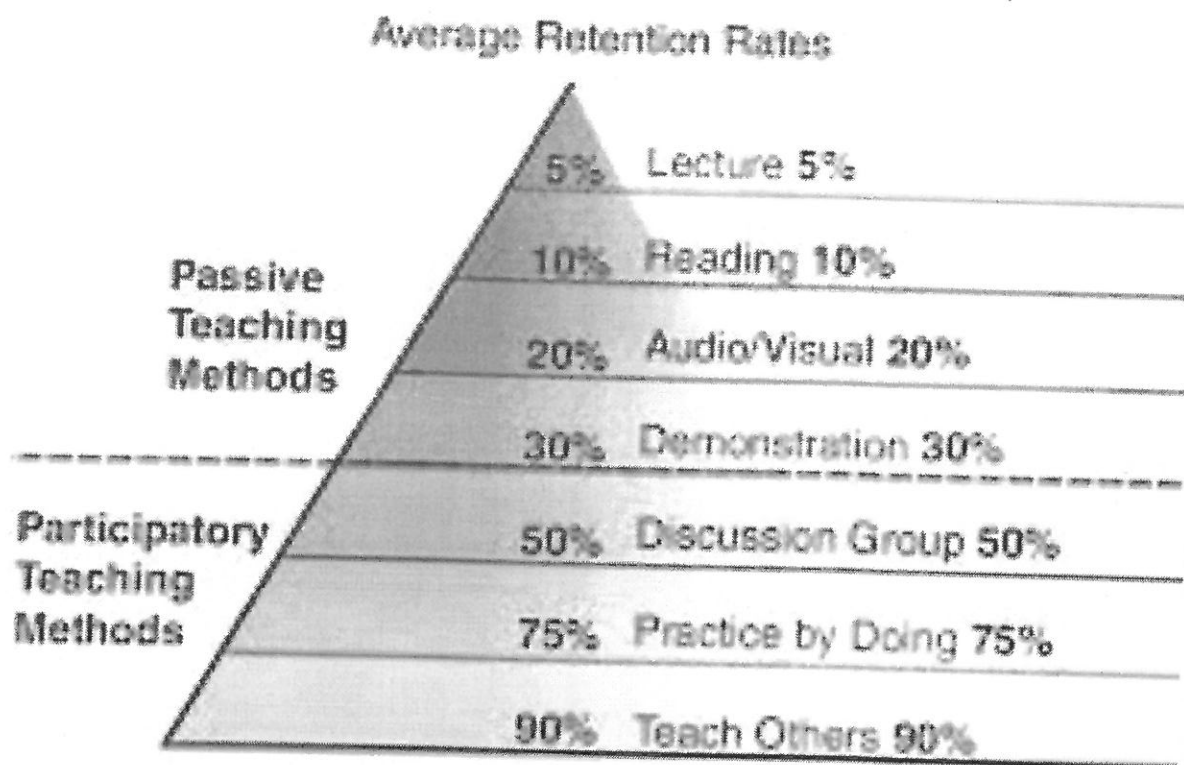 Average Retention Rates
5% Lecture 5%
10% Reading 10%
20% Audio/Visual 20%
30% Demonstration 30%
Passive
Teaching
Methods
50% Discussion Group 50%
75% Practice by Doing 75%
90% Teach Others 90%
Participatory
Teaching
Methods